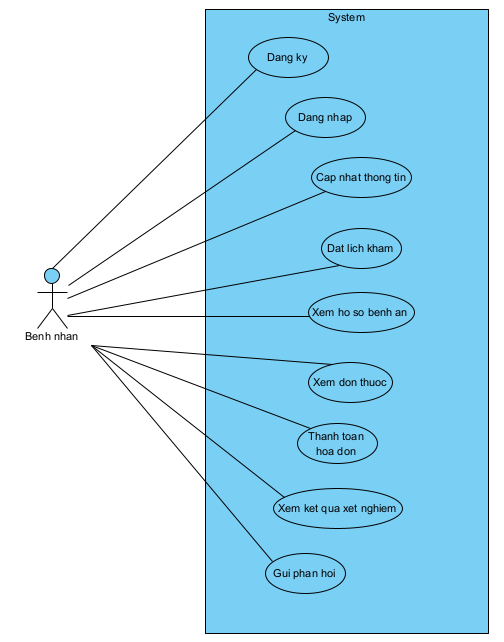 System
Dang ky
Dang nhap
Cap nhat thong tin
Dat lich kham
Xem ho so benh an
Benh nhan
Xem don thuoc
Thanh toan
hoa don
Xem ket qua xet nghiem
Gui phan hoi